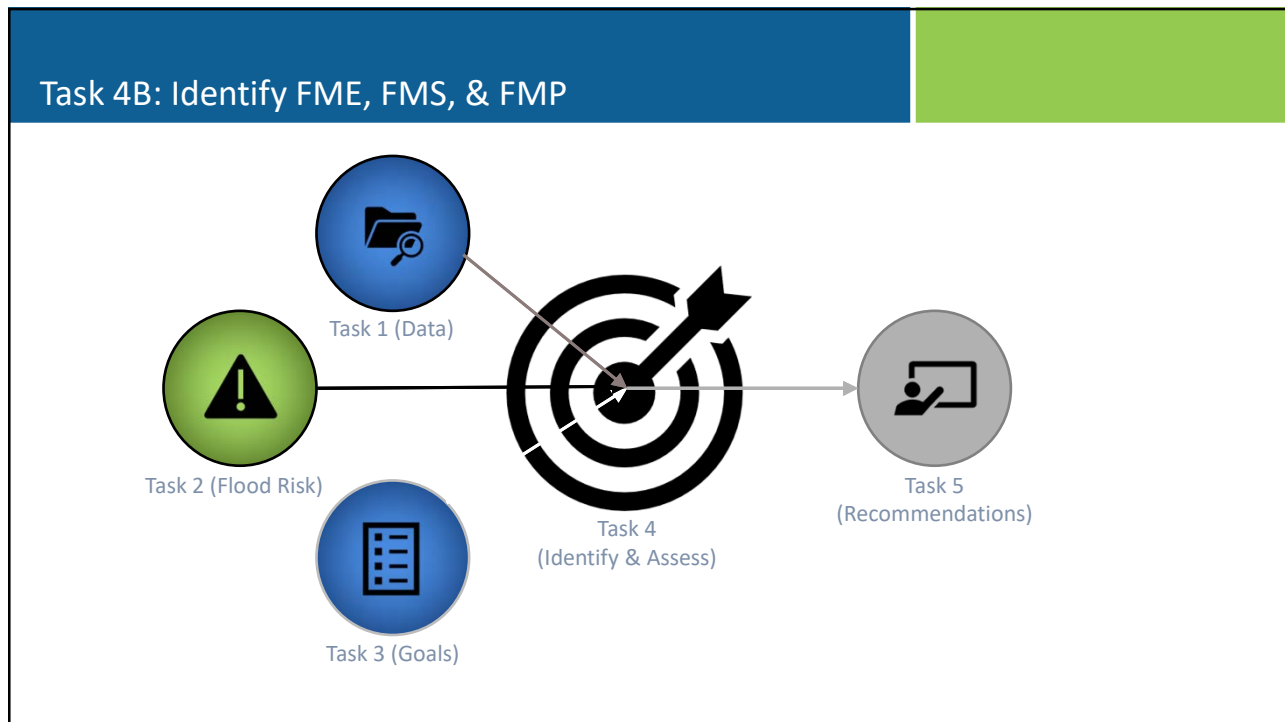 Task 4B: Identify FME, FMS, & FMP
Task 1 (Data)
Task 2 (Flood Risk)
Task 3 (Goals)
Task 4
(Identify & Assess)
Task 5
(Recommendations)